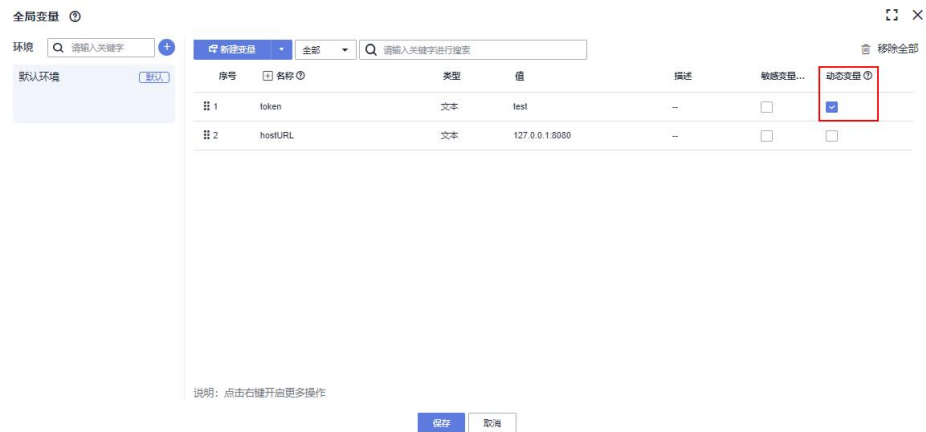 全局变量
环境 请输入关键字 新建变量 全部 请输入关键字进行搜索 移除全部
默认环境 默认
序号 名称 类型 值 描述 敏感变量... 动态变量
1 token 文本 test --
2 hostURL 文本 127.0.0.1:8080 --
说明：点击右键开启更多操作
保存 取消